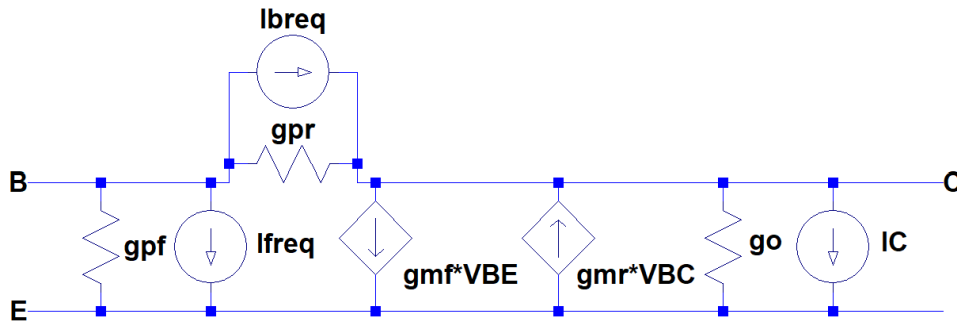 Ibreq
gpr
B
C
gpf
Ifreq
gmf*VBE
gmr*VBC
go
IC
E